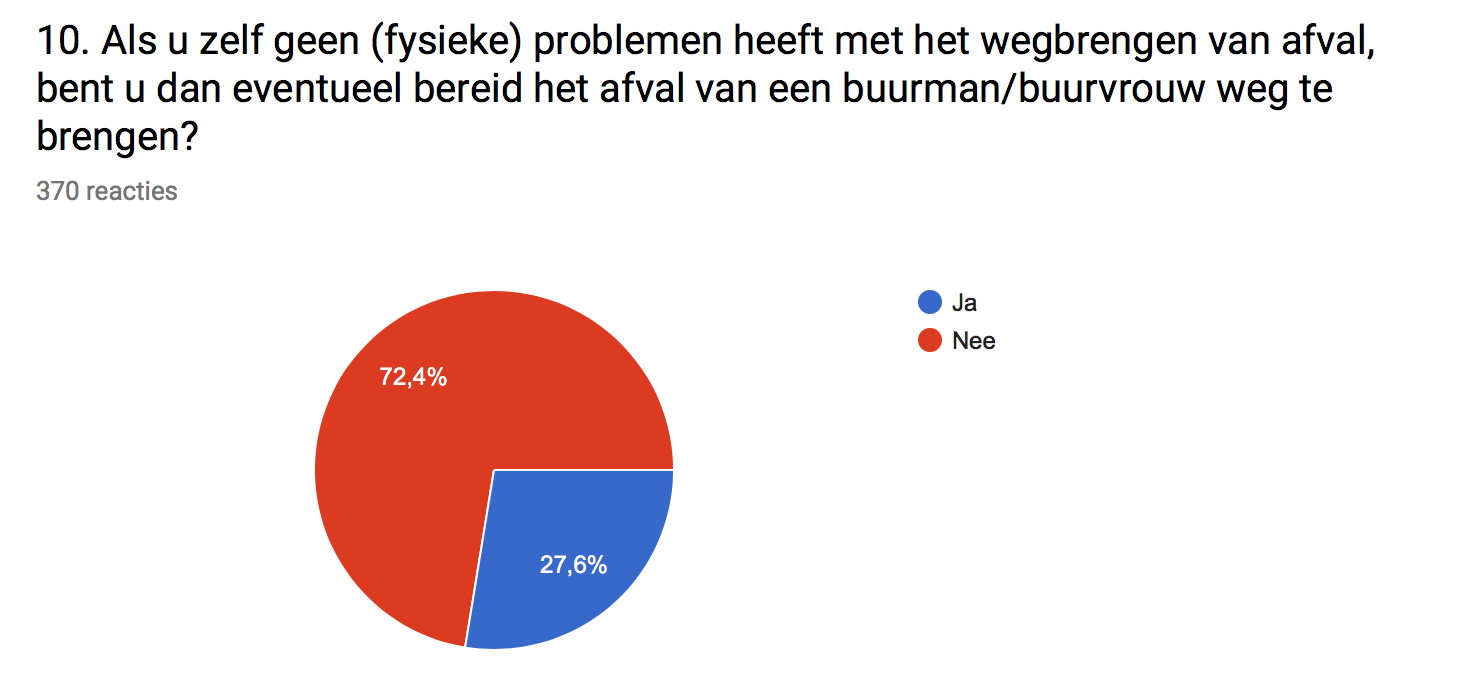 10. Als u zelf geen (fysieke) problemen heeft met het wegbrengen van afval,
bent u dan eventueel bereid het afval van een buurman/buurvrouw weg te
brengen?
370 reacties
Ja
Nee
72,4%
27,6%